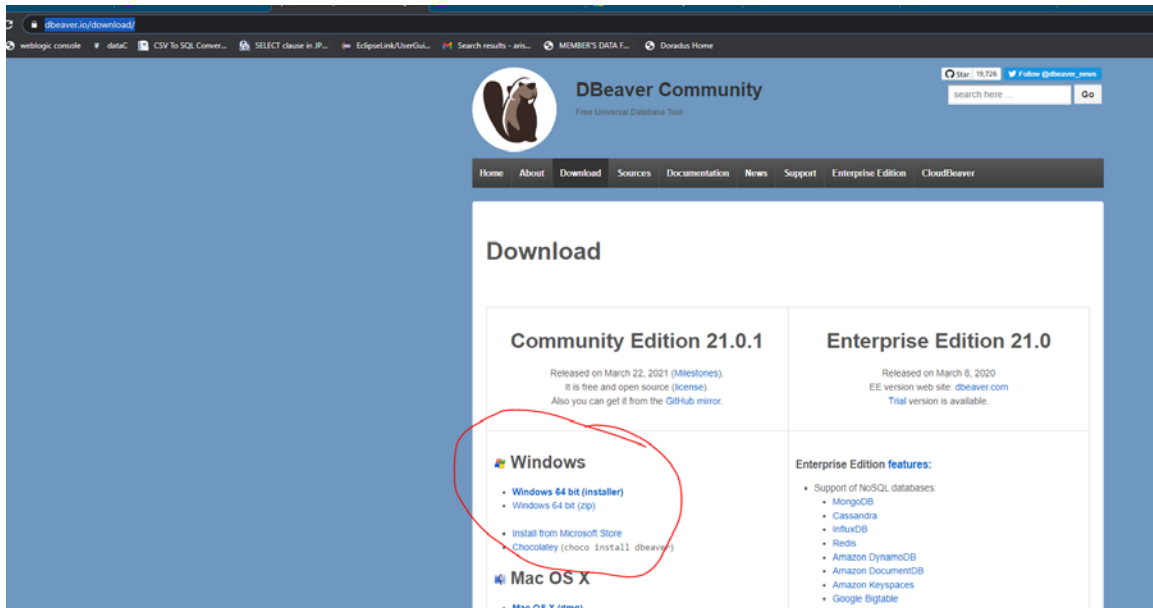 dbeaver.io/download/
weblogic console dataC CSV To SQL Conver... SELECT clause in JP... EclipseLink/UserGui... Search results - aris... MEMBER'S DATA F... Doradus Home
Star 19,726 Follow @dbeaver_news
DBeaver Community
search here ... Go
Free Universal Database Tool
Home About Download Sources Documentation News Support Enterprise Edition CloudBeaver
Download
Community Edition 21.0.1
Released on March 22, 2021 (Milestones).
It is free and open source (license).
Also you can get it from the GitHub mirror.
Enterprise Edition 21.0
Released on March 8, 2020
EE version web site: dbeaver.com
Trial version is available.
Windows
Windows 64 bit (installer)
Windows 64 bit (zip)
Install from Microsoft Store
Chocolatey (choco install dbeaver)
Mac OS X
Mac OS X (dmg)
Enterprise Edition features:
Support of NoSQL databases:
MongoDB
Cassandra
InfluxDB
Redis
Amazon DynamoDB
Amazon DocumentDB
Amazon Keyspaces
Google Bigtable